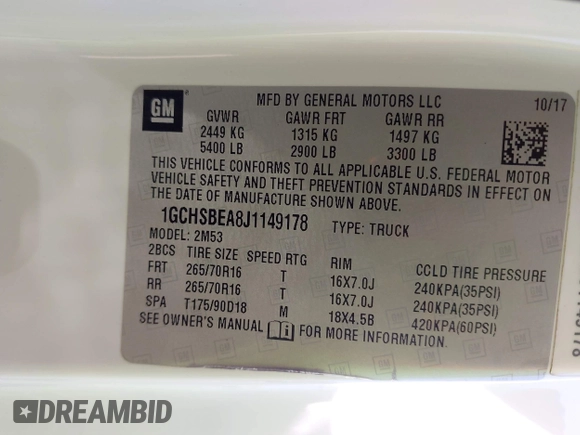 GM
MFD BY GENERAL MOTORS LLC 10/17
GVWR GAWR FRT GAWR RR
2449 KG 1315 KG 1497 KG
5400 LB 2900 LB 3300 LB
THIS VEHICLE CONFORMS TO ALL APPLICABLE U.S. FEDERAL MOTOR
VEHICLE SAFETY AND THEFT PREVENTION STANDARDS IN EFFECT ON
THE DATE OF MANUFACTURE SHOWN ABOVE.
1GCHSBEA8J1149178 TYPE: TRUCK
MODEL: 2M53
2BCS TIRE SIZE SPEED RTG RIM COLD TIRE PRESSURE
FRT 265/70R16 T 16X7.0J 240KPA(35PSI)
RR 265/70R16 T 16X7.0J 240KPA(35PSI)
SPA T175/90D18 M 18X4.5B 420KPA(60PSI)
SEE OWNER'S MANUAL FOR MORE INFORMATION.
DREAMBID